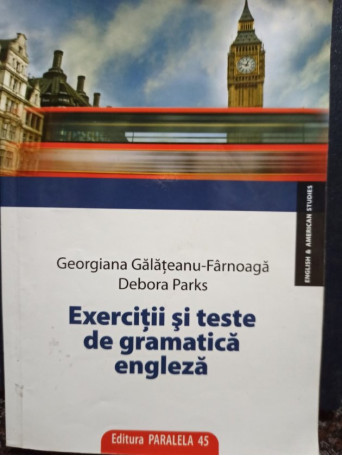 ENGLISH & AMERICAN STUDIES
Georgiana Gălățeanu-Fârnoagă
Debora Parks
Exerciții și teste
de gramatică
engleză
Editura PARALELA 45